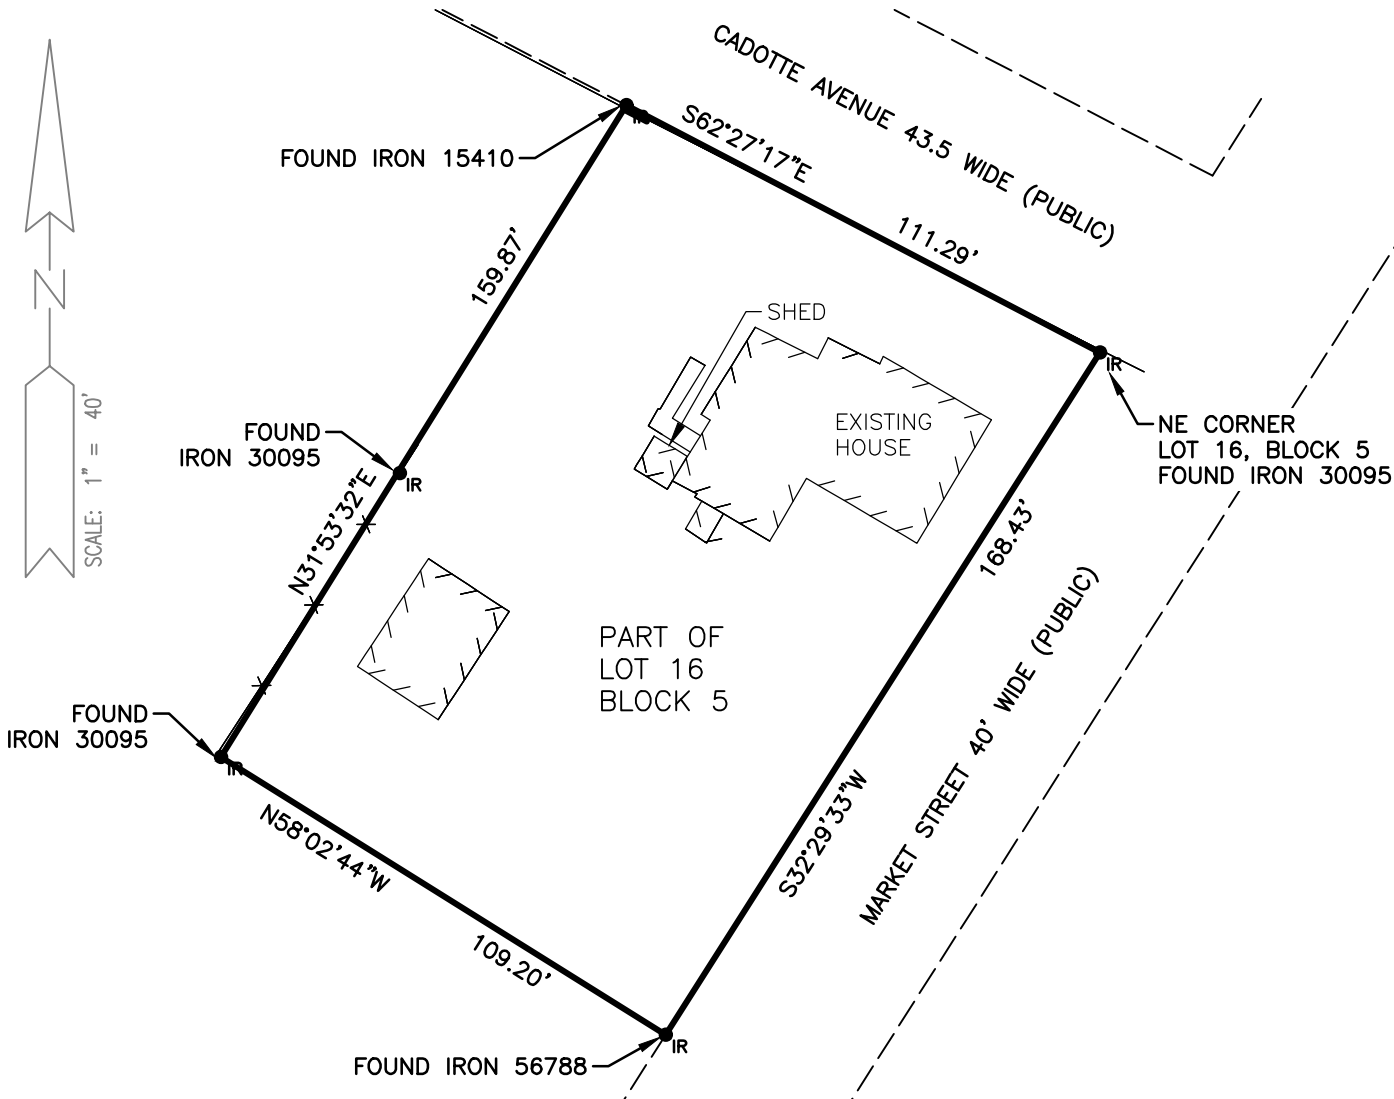 CADOTTE AVENUE 43.5 WIDE (PUBLIC)
S62°27'17"E
111.29'
IR
FOUND IRON 15410
159.87'
N
SCALE: 1" = 40'
SHED
EXISTING
HOUSE
IR
NE CORNER
LOT 16, BLOCK 5
FOUND IRON 30095
FOUND
IRON 30095
IR
N31°53'32"E
168.43'
PART OF
LOT 16
BLOCK 5
MARKET STREET 40' WIDE (PUBLIC)
FOUND
IRON 30095
IR
S32°29'33"W
N58°02'44"W
109.20'
FOUND IRON 56788
IR